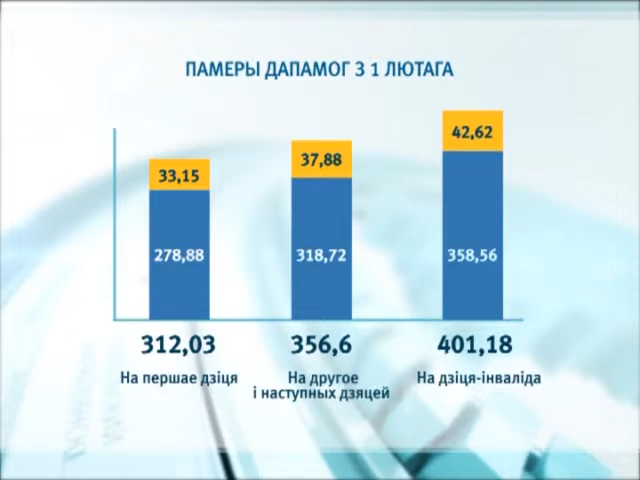 ПАМЕРЫ ДАПАМОГ З 1 ЛЮТАГА
33,15
37,88
42,62
278,88
318,72
358,56
312,03
356,6
401,18
На першае дзіця
На другое
і наступных дзяцей
На дзіця-інваліда